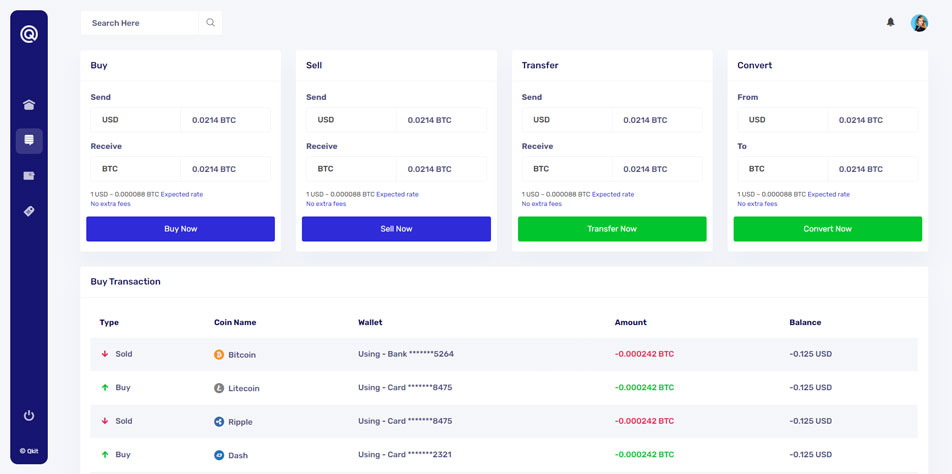 Search Here
Buy
Send
USD 0.0214 BTC
Receive
BTC 0.0214 BTC
1 USD ~ 0.000088 BTC Expected rate
No extra fees
Buy Now
Sell
Send
USD 0.0214 BTC
Receive
BTC 0.0214 BTC
1 USD ~ 0.000088 BTC Expected rate
No extra fees
Sell Now
Transfer
Send
USD 0.0214 BTC
Receive
BTC 0.0214 BTC
1 USD ~ 0.000088 BTC Expected rate
No extra fees
Transfer Now
Convert
From
USD 0.0214 BTC
To
BTC 0.0214 BTC
1 USD ~ 0.000088 BTC Expected rate
No extra fees
Convert Now
Buy Transaction
Type Coin Name Wallet Amount Balance
Sold Bitcoin Using - Bank *******5264 -0.000242 BTC -0.125 USD
Buy Litecoin Using - Card *******8475 -0.000242 BTC -0.125 USD
Sold Ripple Using - Card *******8475 -0.000242 BTC -0.125 USD
Buy Dash Using - Card *******2321 -0.000242 BTC -0.125 USD
© Qkit